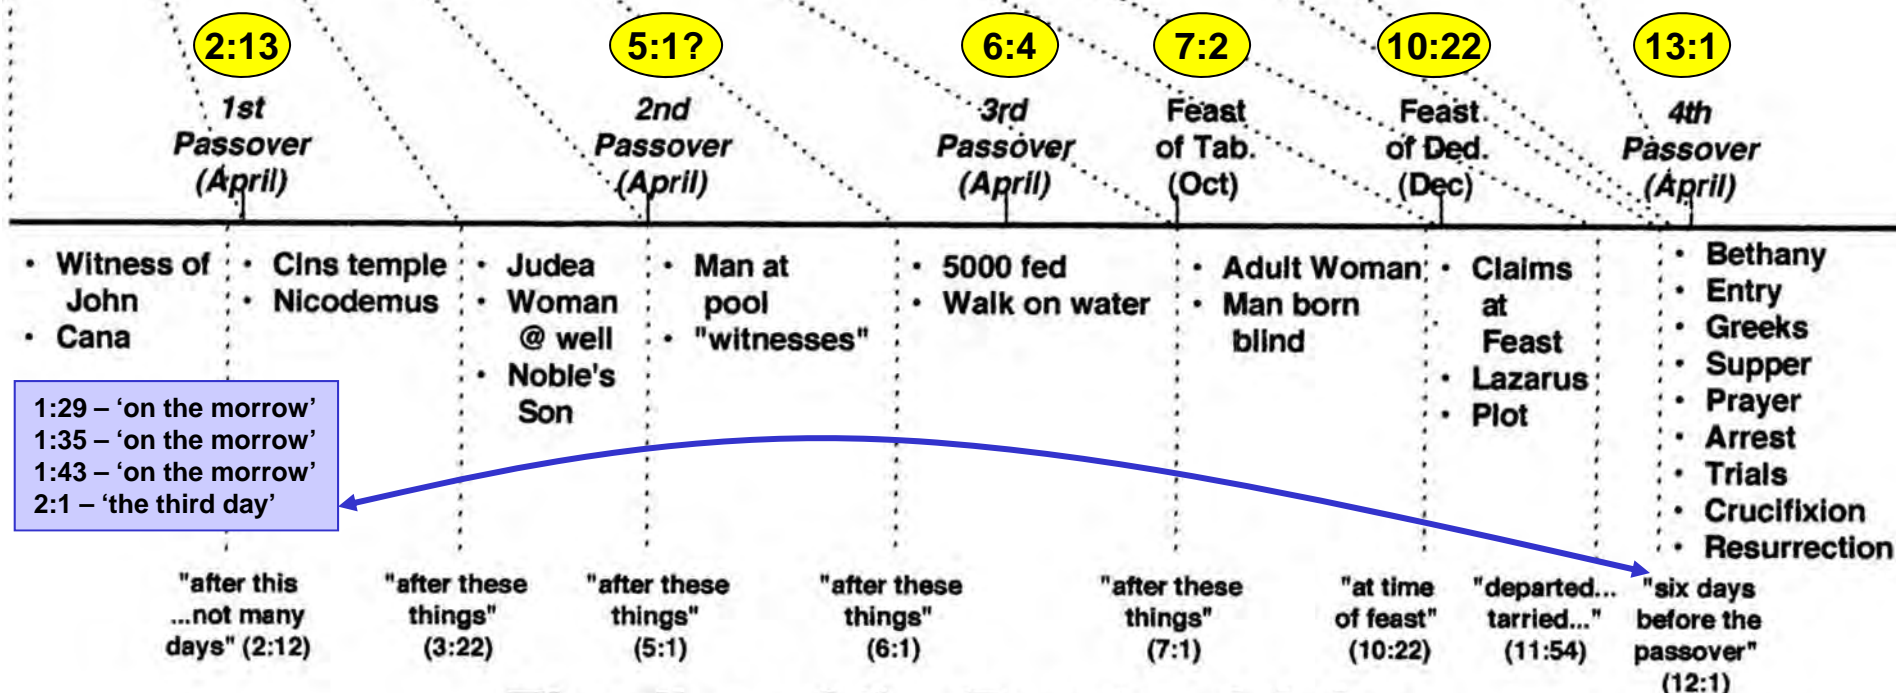 2:13
5:1?
6:4
7:2
10:22
13:1
1st
Passover
(April)
2nd
Passover
(April)
3rd
Passover
(April)
Feast
of Tab.
(Oct)
Feast
of Ded.
(Dec)
4th
Passover
(April)
• Witness of
John
• Cana
• Clns temple
• Nicodemus
• Judea
• Woman
@ well
• Noble's
Son
• Man at
pool
• "witnesses"
• 5000 fed
• Walk on water
• Adult Woman
• Man born
blind
• Claims
at
Feast
• Lazarus
• Plot
• Bethany
• Entry
• Greeks
• Supper
• Prayer
• Arrest
• Trials
• Crucifixion
• Resurrection
1:29 – ‘on the morrow’
1:35 – ‘on the morrow’
1:43 – ‘on the morrow’
2:1 – ‘the third day’
"after this
...not many
days" (2:12)
"after these
things"
(3:22)
"after these
things"
(5:1)
"after these
things"
(6:1)
"after these
things"
(7:1)
"at time
of feast"
(10:22)
"departed...
tarried..."
(11:54)
"six days
before the
passover"
(12:1)